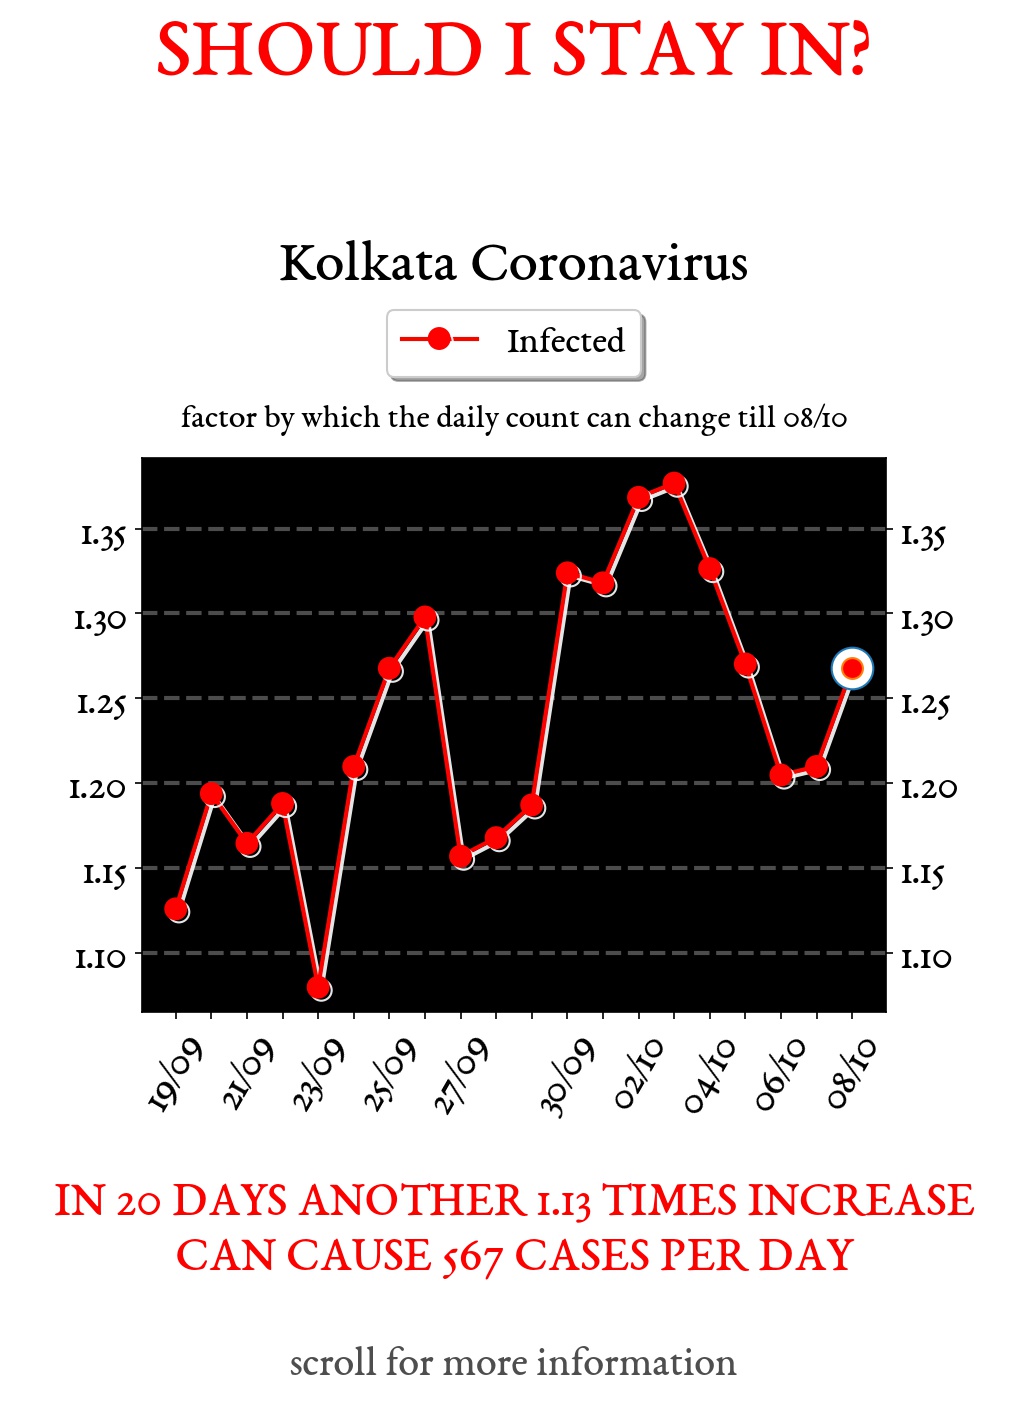 SHOULD I STAY IN?
Kolkata Coronavirus
Infected
factor by which the daily count can change till 08/10
1.35 1.35
1.30 1.30
1.25 1.25
1.20 1.20
1.15 1.15
1.10 1.10
19/09 21/09 23/09 25/09 27/09 30/09 02/10 04/10 06/10 08/10
IN 20 DAYS ANOTHER 1.13 TIMES INCREASE
CAN CAUSE 567 CASES PER DAY
scroll for more information